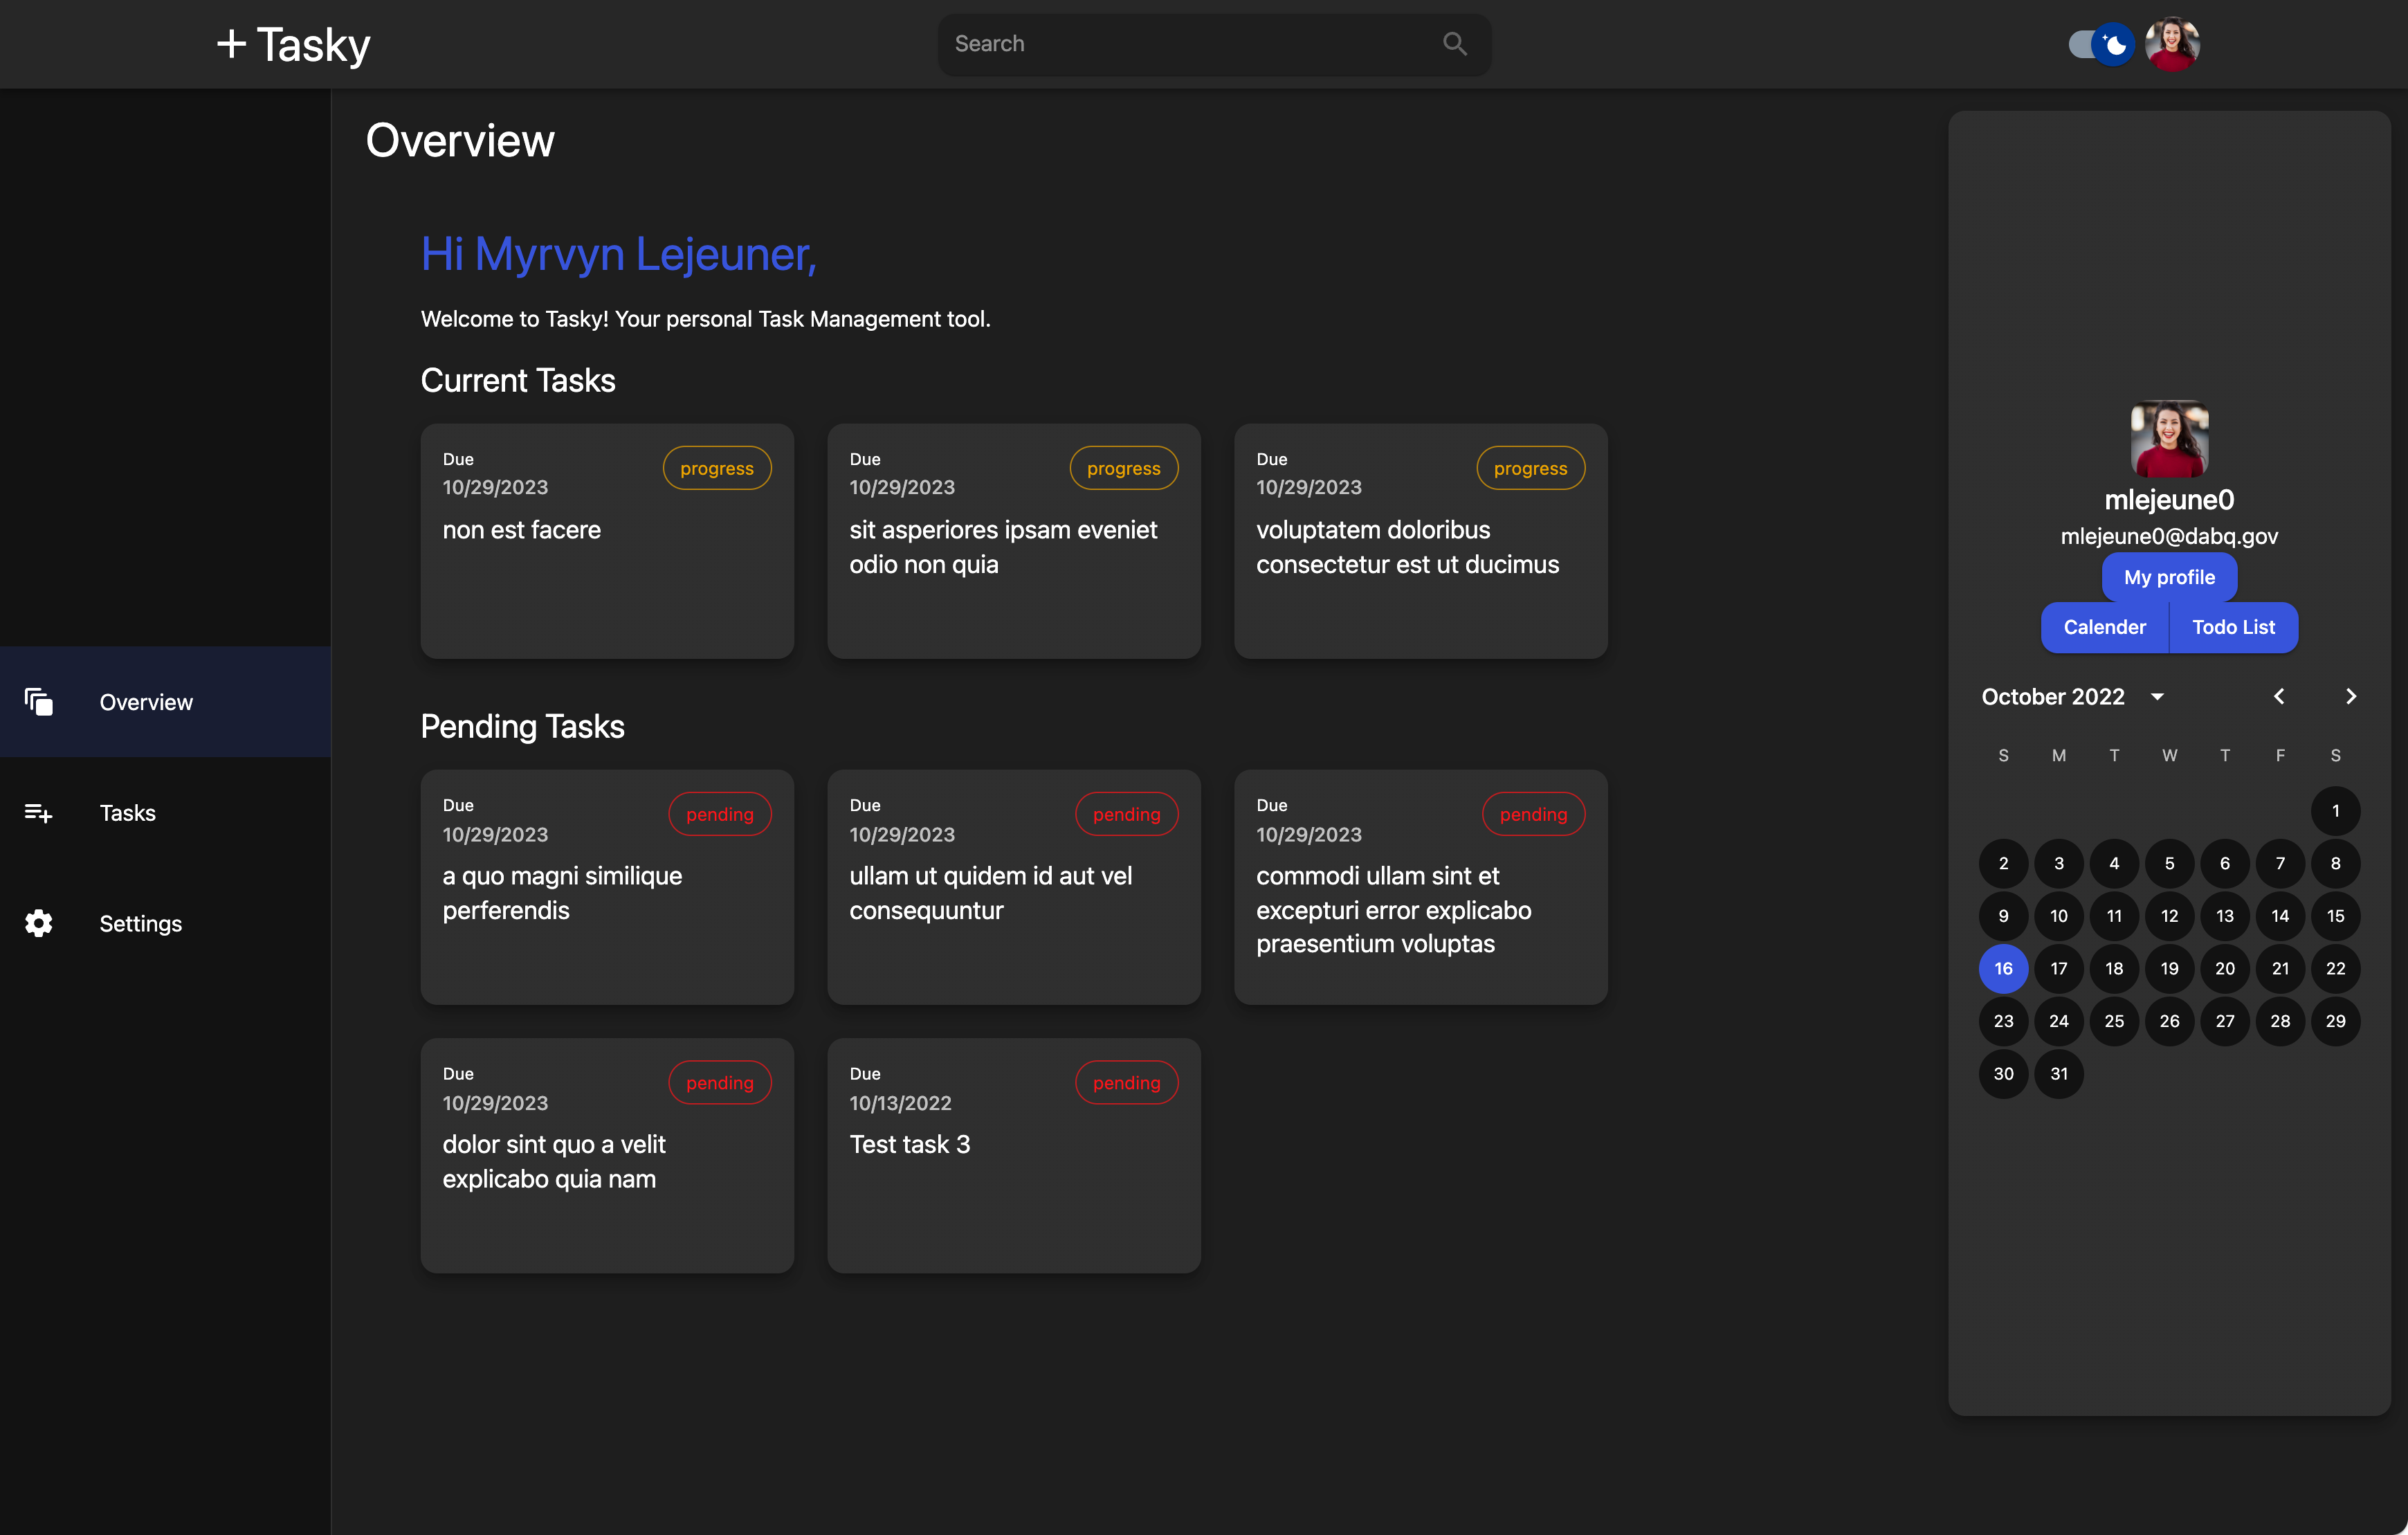 + Tasky
Search
Overview
Tasks
Settings
Overview
Hi Myrvyn Lejeuner,
Welcome to Tasky! Your personal Task Management tool.
Current Tasks
Due
10/29/2023
progress
non est facere
Due
10/29/2023
progress
sit asperiores ipsam eveniet
odio non quia
Due
10/29/2023
progress
voluptatem doloribus
consectetur est ut ducimus
Pending Tasks
Due
10/29/2023
pending
a quo magni similique
perferendis
Due
10/29/2023
pending
ullam ut quidem id aut vel
consequuntur
Due
10/29/2023
pending
commodi ullam sint et
excepturi error explicabo
praesentium voluptas
Due
10/29/2023
pending
dolor sint quo a velit
explicabo quia nam
Due
10/13/2022
pending
Test task 3
mlejeune0
mlejeune0@dabq.gov
My profile
Calender Todo List
October 2022
S M T W T F S
1
2 3 4 5 6 7 8
9 10 11 12 13 14 15
16 17 18 19 20 21 22
23 24 25 26 27 28 29
30 31